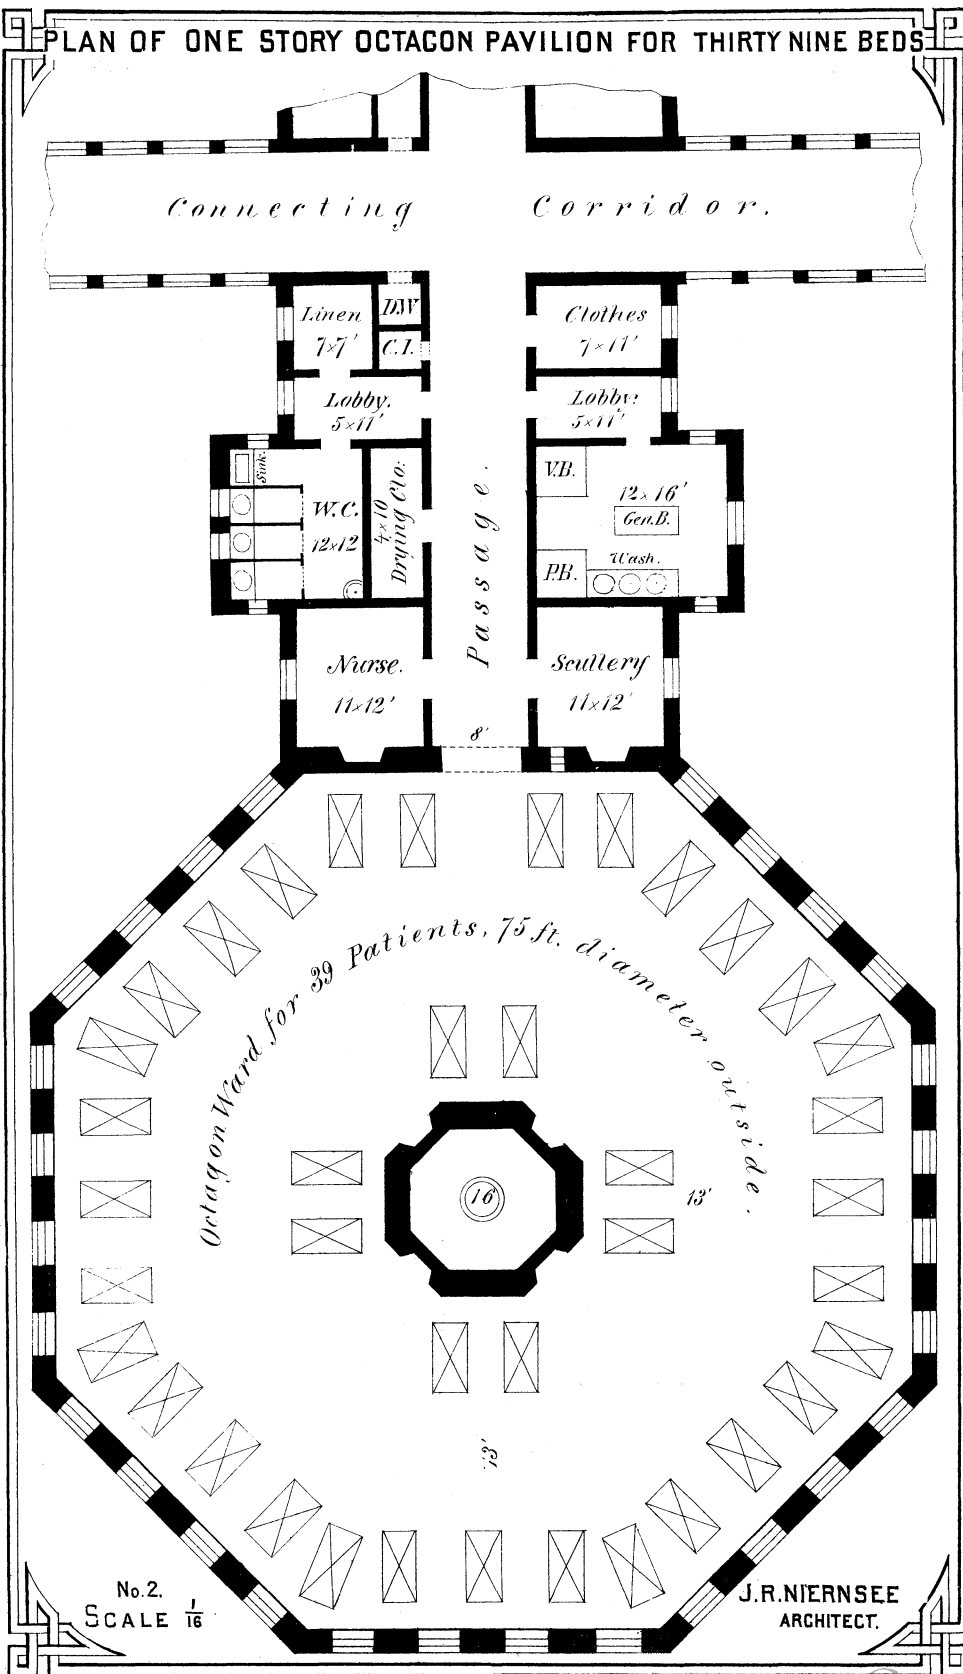 PLAN OF ONE STORY OCTAGON PAVILION FOR THIRTY NINE BEDS
Connecting Corridor.
Linen
7×7'
D.W
C.I.
Clothes
7×11'
Lobby.
5×11'
Lobby.
5×11'
Sink.
W.C.
12×12
4×10
Drying Clo:
Passage.
V.B.
12×16'
Gen.B.
Wash.
P.B.
Nurse.
11×12'
Scullery
11×12'
8'
Octagon Ward for 39 Patients, 75 ft. diameter outside.
16'
13'
13'
No. 2.
SCALE 1/16
J.R. NIERNSEE
ARCHITECT.